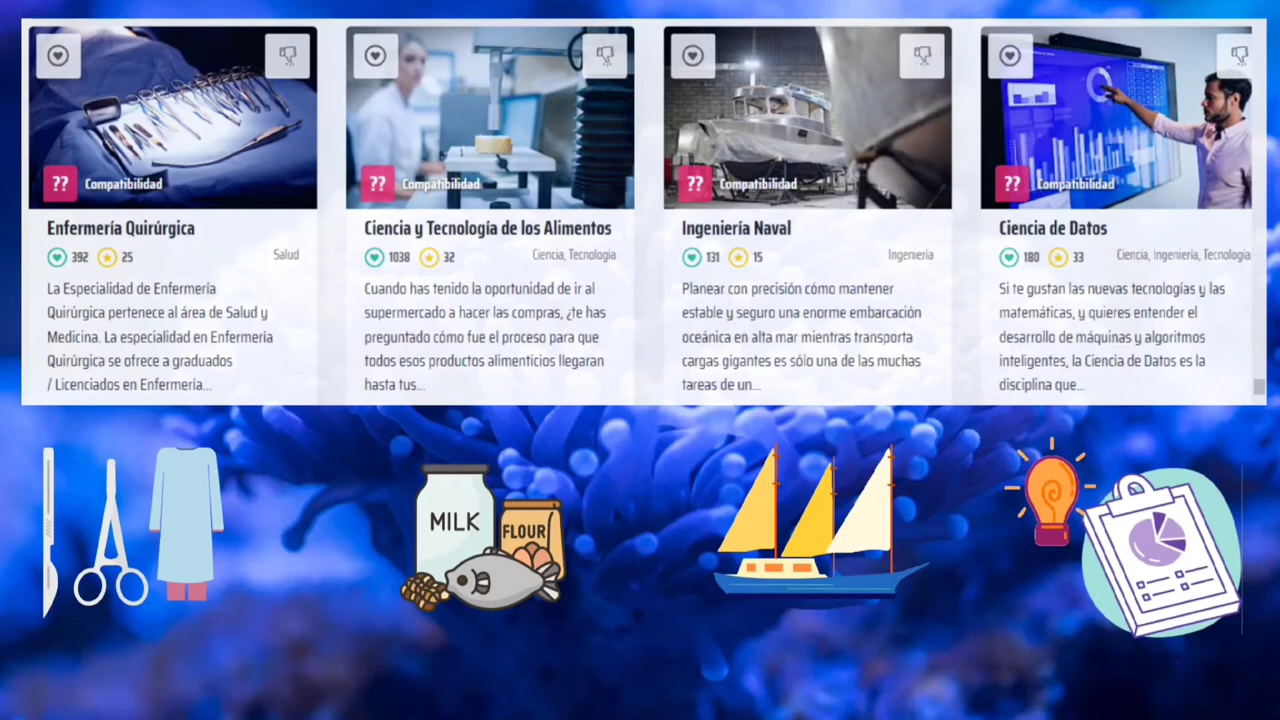 ?? Compatibilidad
Enfermería Quirúrgica
392 25 Salud
La Especialidad de Enfermería
Quirúrgica pertenece al área de Salud y
Medicina. La especialidad en Enfermería
Quirúrgica se ofrece a graduados
/ Licenciados en Enfermería...
?? Compatibilidad
Ciencia y Tecnología de los Alimentos
1038 32 Ciencia, Tecnología
Cuando has tenido la oportunidad de ir al
supermercado a hacer las compras, ¿te has
preguntado cómo fue el proceso para que
todos esos productos alimenticios llegaran
hasta tus...
?? Compatibilidad
Ingeniería Naval
131 15 Ingeniería
Planear con precisión cómo mantener
estable y seguro una enorme embarcación
oceánica en alta mar mientras transporta
cargas gigantes es sólo una de las muchas
tareas de un...
?? Compatibilidad
Ciencia de Datos
180 33 Ciencia, Ingeniería, Tecnología
Si te gustan las nuevas tecnologías y las
matemáticas, y quieres entender el
desarrollo de máquinas y algoritmos
inteligentes, la Ciencia de Datos es la
disciplina que...
MILK
FLOUR